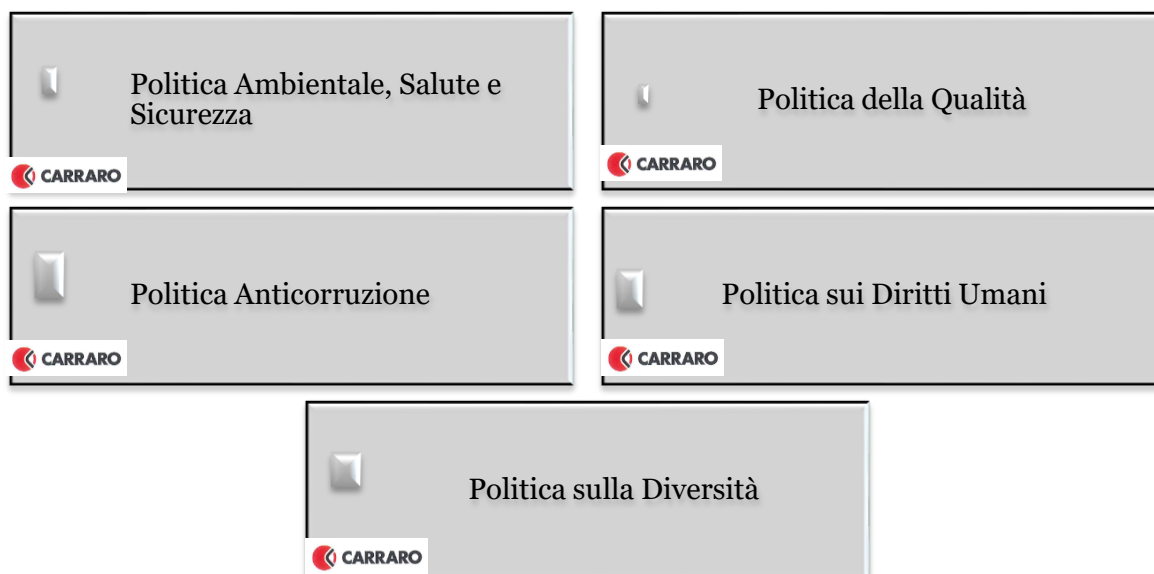 Politica Ambientale, Salute e
Sicurezza
CARRARO
Politica della Qualità
CARRARO
Politica Anticorruzione
CARRARO
Politica sui Diritti Umani
CARRARO
Politica sulla Diversità
CARRARO